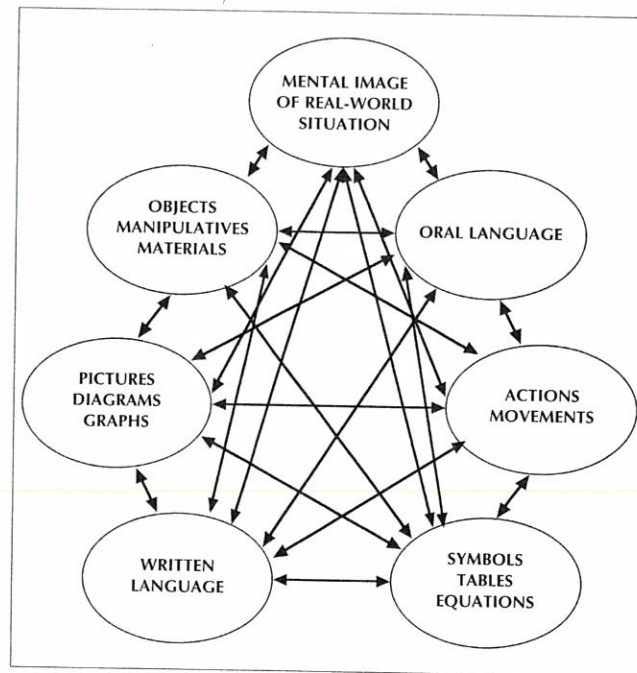 MENTAL IMAGE
OF REAL-WORLD
SITUATION
OBJECTS
MANIPULATIVES
MATERIALS
ORAL LANGUAGE
PICTURES
DIAGRAMS
GRAPHS
ACTIONS
MOVEMENTS
WRITTEN
LANGUAGE
SYMBOLS
TABLES
EQUATIONS